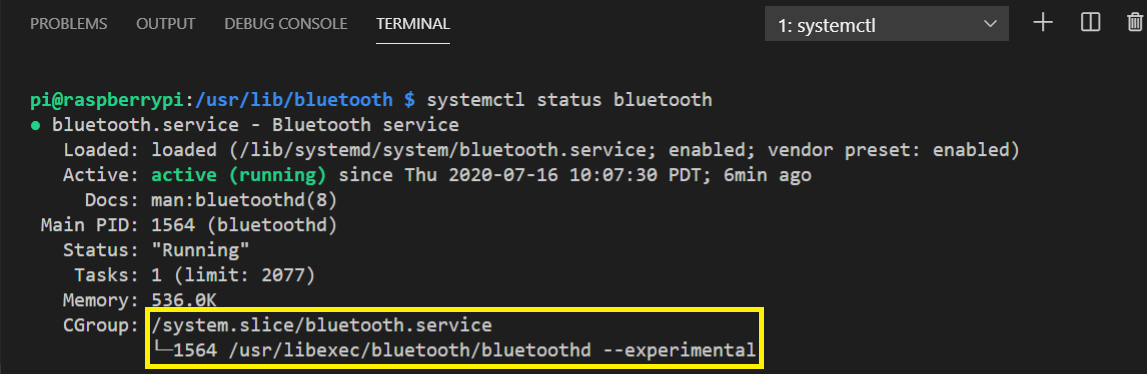 PROBLEMS OUTPUT DEBUG CONSOLE TERMINAL 1: systemctl
pi@raspberrypi:/usr/lib/bluetooth $ systemctl status bluetooth
● bluetooth.service - Bluetooth service
Loaded: loaded (/lib/systemd/system/bluetooth.service; enabled; vendor preset: enabled)
Active: active (running) since Thu 2020-07-16 10:07:30 PDT; 6min ago
Docs: man:bluetoothd(8)
Main PID: 1564 (bluetoothd)
Status: "Running"
Tasks: 1 (limit: 2077)
Memory: 536.0K
CGroup: /system.slice/bluetooth.service
└─1564 /usr/libexec/bluetooth/bluetoothd --experimental